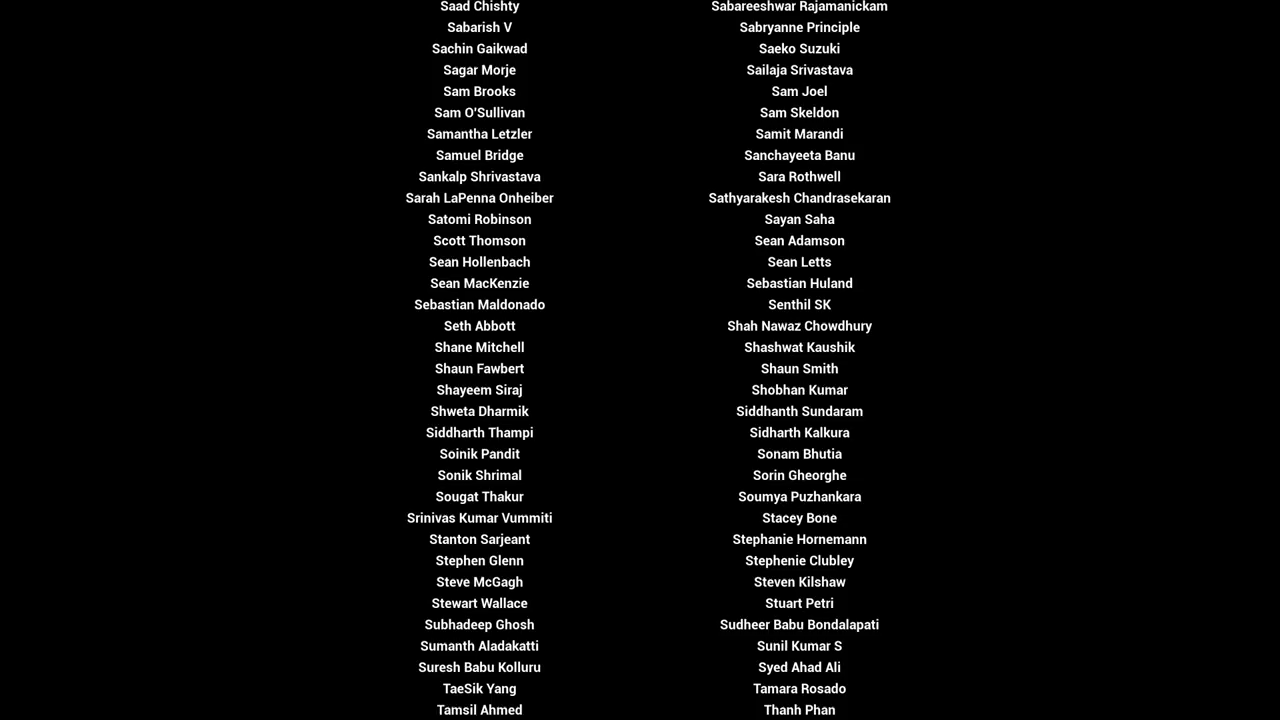 Saad Chishty Sabareeshwar Rajamanickam
Sabarish V Sabryanne Principle
Sachin Gaikwad Saeko Suzuki
Sagar Morje Sailaja Srivastava
Sam Brooks Sam Joel
Sam O'Sullivan Sam Skeldon
Samantha Letzler Samit Marandi
Samuel Bridge Sanchayeeta Banu
Sankalp Shrivastava Sara Rothwell
Sarah LaPenna Onheiber Sathyarakesh Chandrasekaran
Satomi Robinson Sayan Saha
Scott Thomson Sean Adamson
Sean Hollenbach Sean Letts
Sean MacKenzie Sebastian Huland
Sebastian Maldonado Senthil SK
Seth Abbott Shah Nawaz Chowdhury
Shane Mitchell Shashwat Kaushik
Shaun Fawbert Shaun Smith
Shayeem Siraj Shobhan Kumar
Shweta Dharmik Siddhanth Sundaram
Siddharth Thampi Sidharth Kalkura
Soinik Pandit Sonam Bhutia
Sonik Shrimal Sorin Gheorghe
Sougat Thakur Soumya Puzhankara
Srinivas Kumar Vummiti Stacey Bone
Stanton Sarjeant Stephanie Hornemann
Stephen Glenn Stephenie Clubley
Steve McGagh Steven Kilshaw
Stewart Wallace Stuart Petri
Subhadeep Ghosh Sudheer Babu Bondalapati
Sumanth Aladakatti Sunil Kumar S
Suresh Babu Kolluru Syed Ahad Ali
TaeSik Yang Tamara Rosado
Tamsil Ahmed Thanh Phan